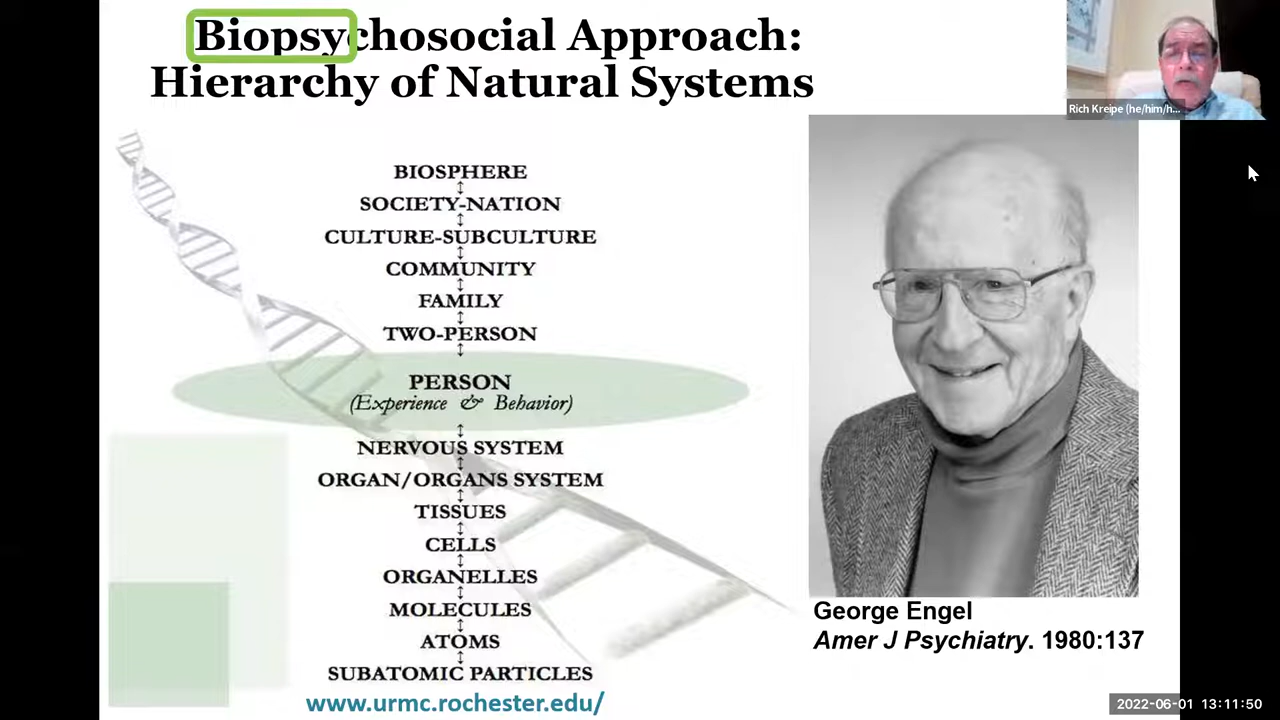 Biopsychosocial Approach:
Hierarchy of Natural Systems
Rich Kreipe (he/him/h...
BIOSPHERE
SOCIETY-NATION
CULTURE-SUBCULTURE
COMMUNITY
FAMILY
TWO-PERSON
PERSON
(Experience & Behavior)
NERVOUS SYSTEM
ORGAN/ORGANS SYSTEM
TISSUES
CELLS
ORGANELLES
MOLECULES
ATOMS
SUBATOMIC PARTICLES
www.urmc.rochester.edu/
George Engel
Amer J Psychiatry. 1980:137
2022-06-01 13:11:50